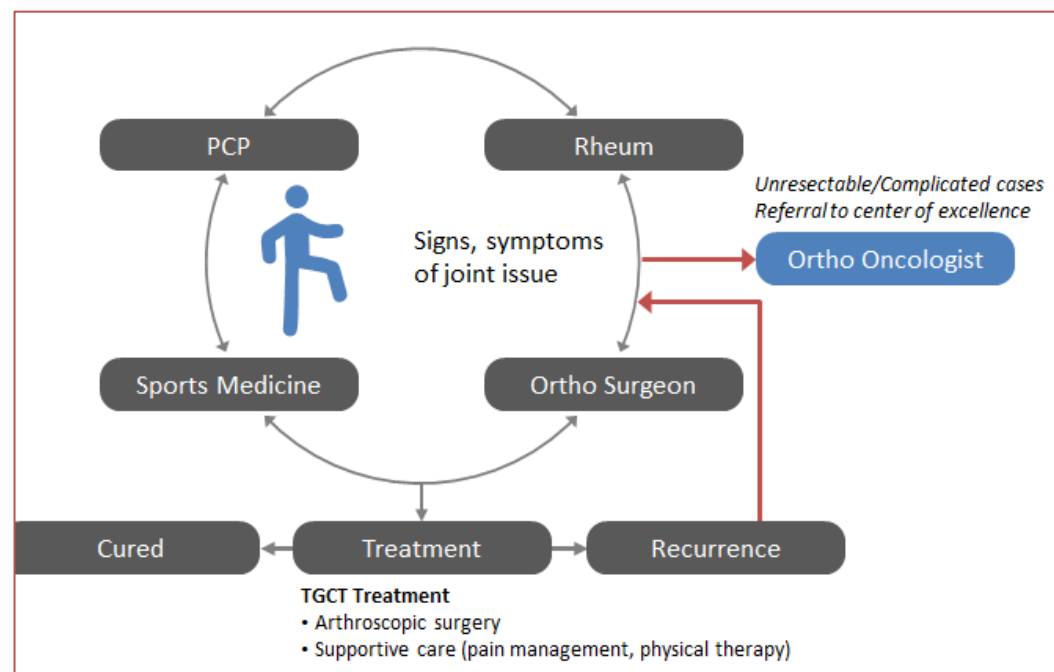 PCP
Rheum
Unresectable/Complicated cases
Referral to center of excellence
Signs, symptoms
of joint issue
Ortho Oncologist
Sports Medicine
Ortho Surgeon
Cured
Treatment
Recurrence
TGCT Treatment
• Arthroscopic surgery
• Supportive care (pain management, physical therapy)